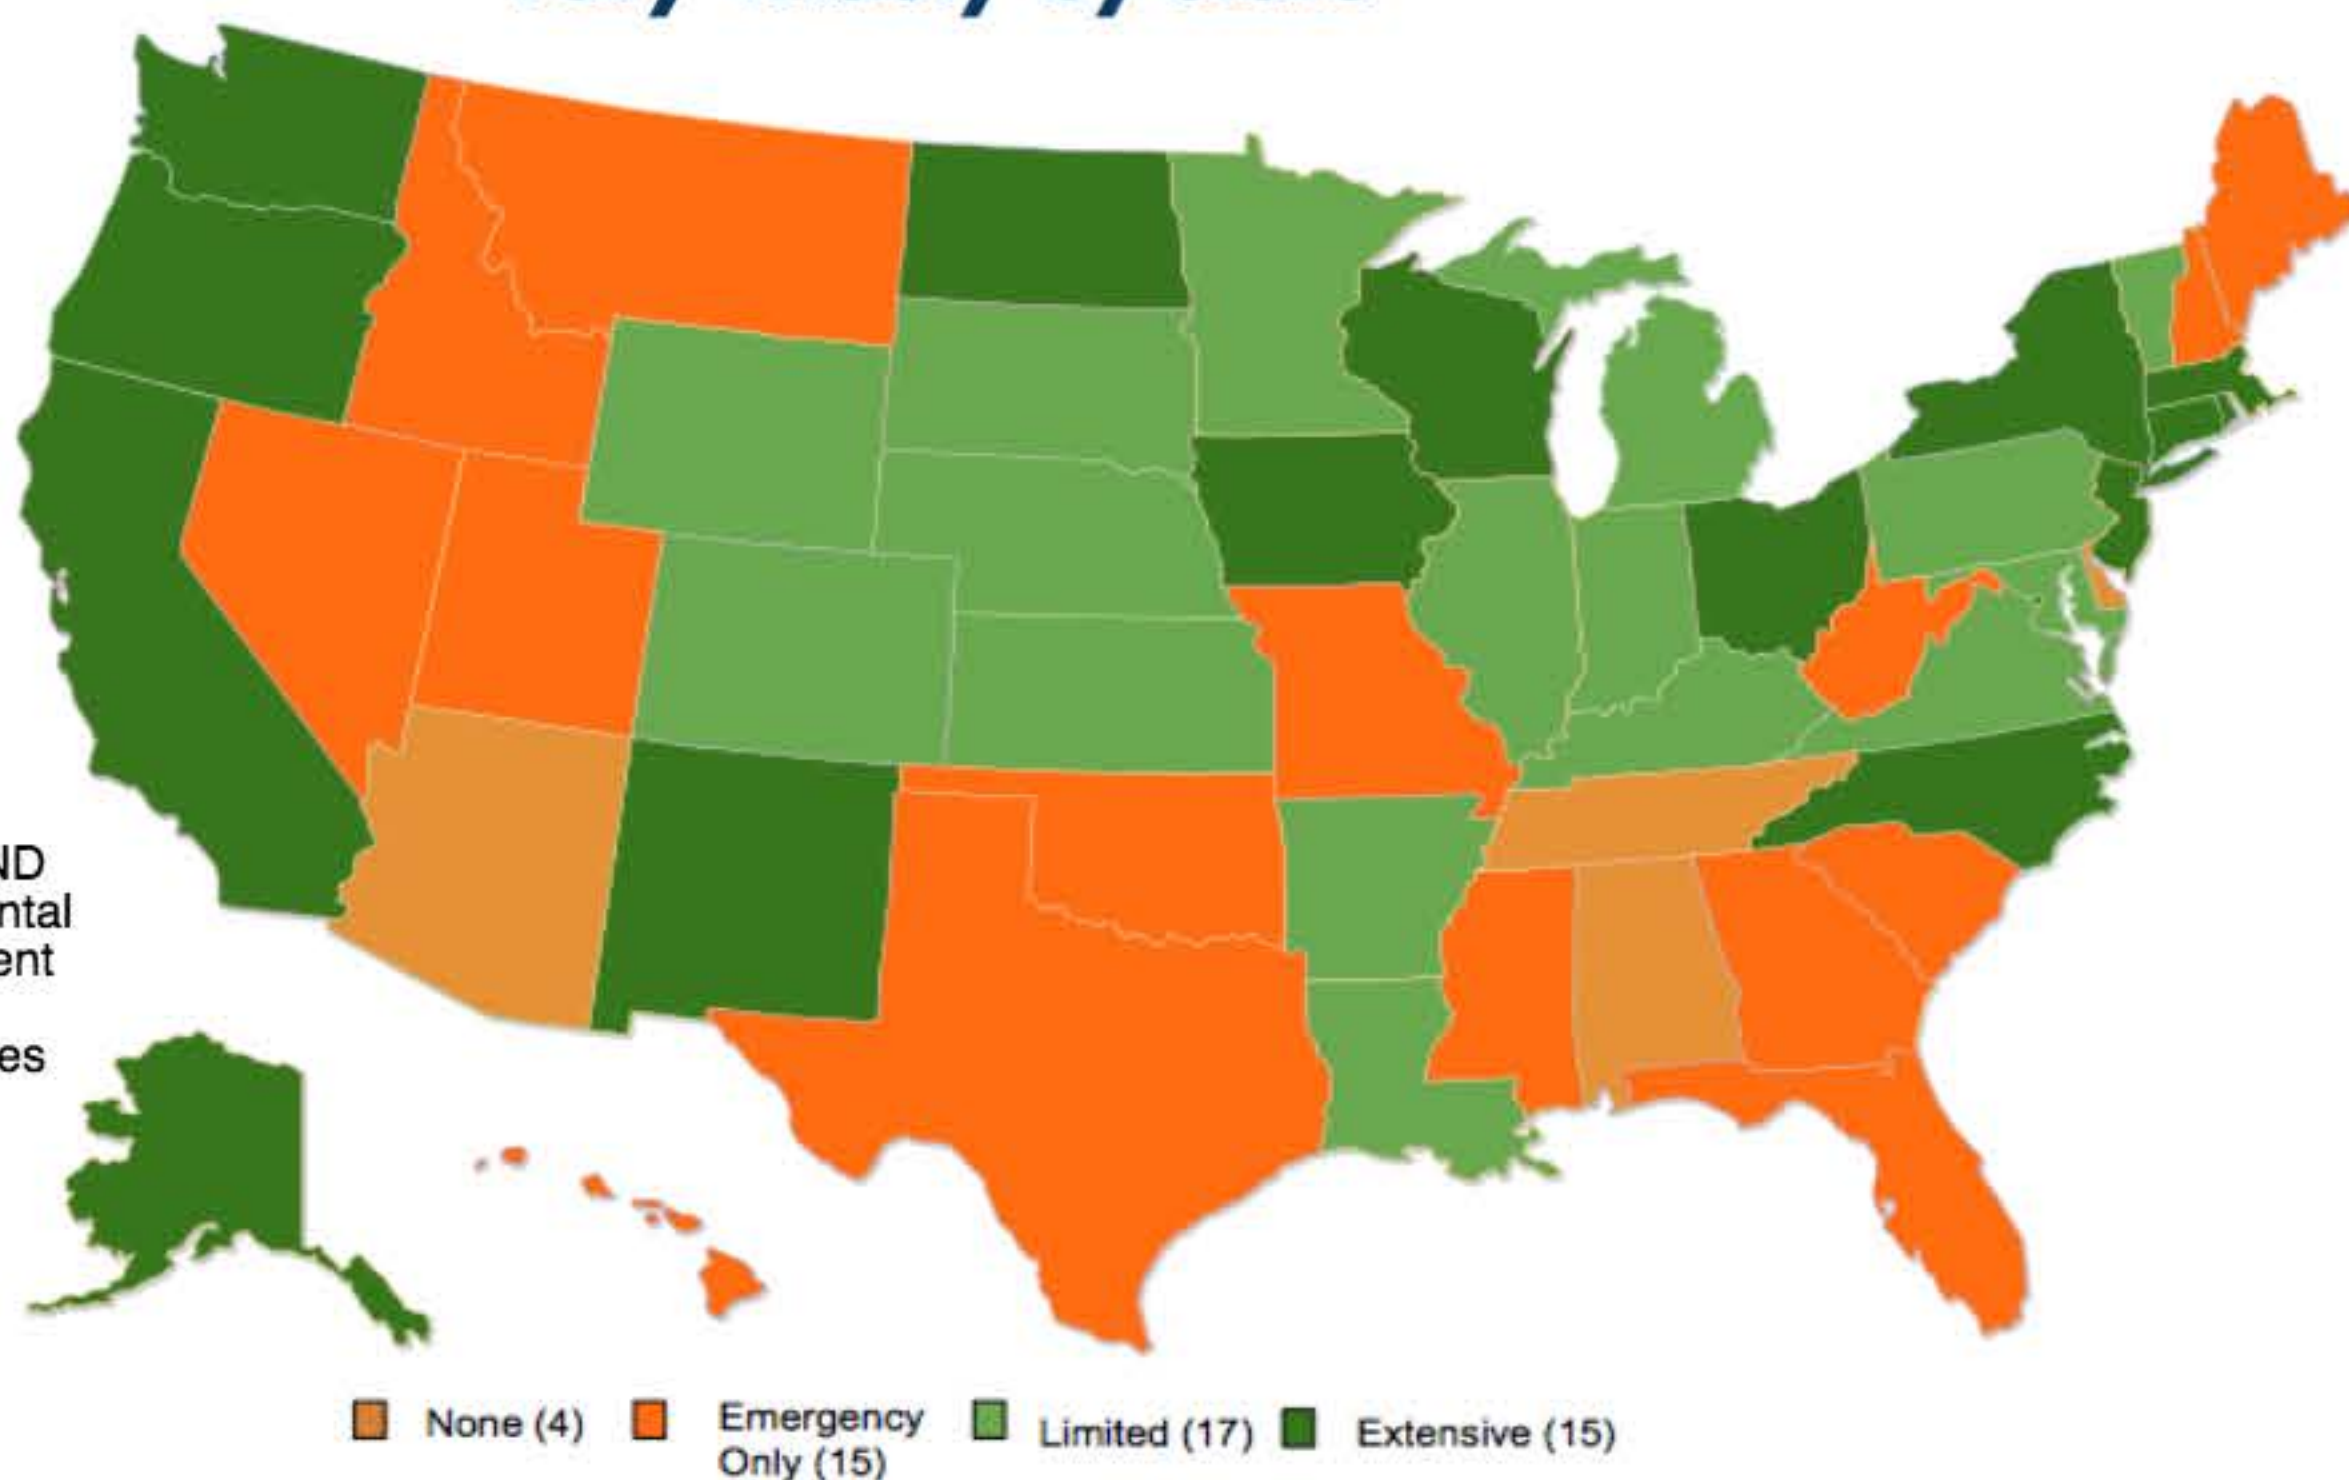 ND
ntal
ent
es
None (4)
Emergency
Only (15)
Limited (17)
Extensive (15)